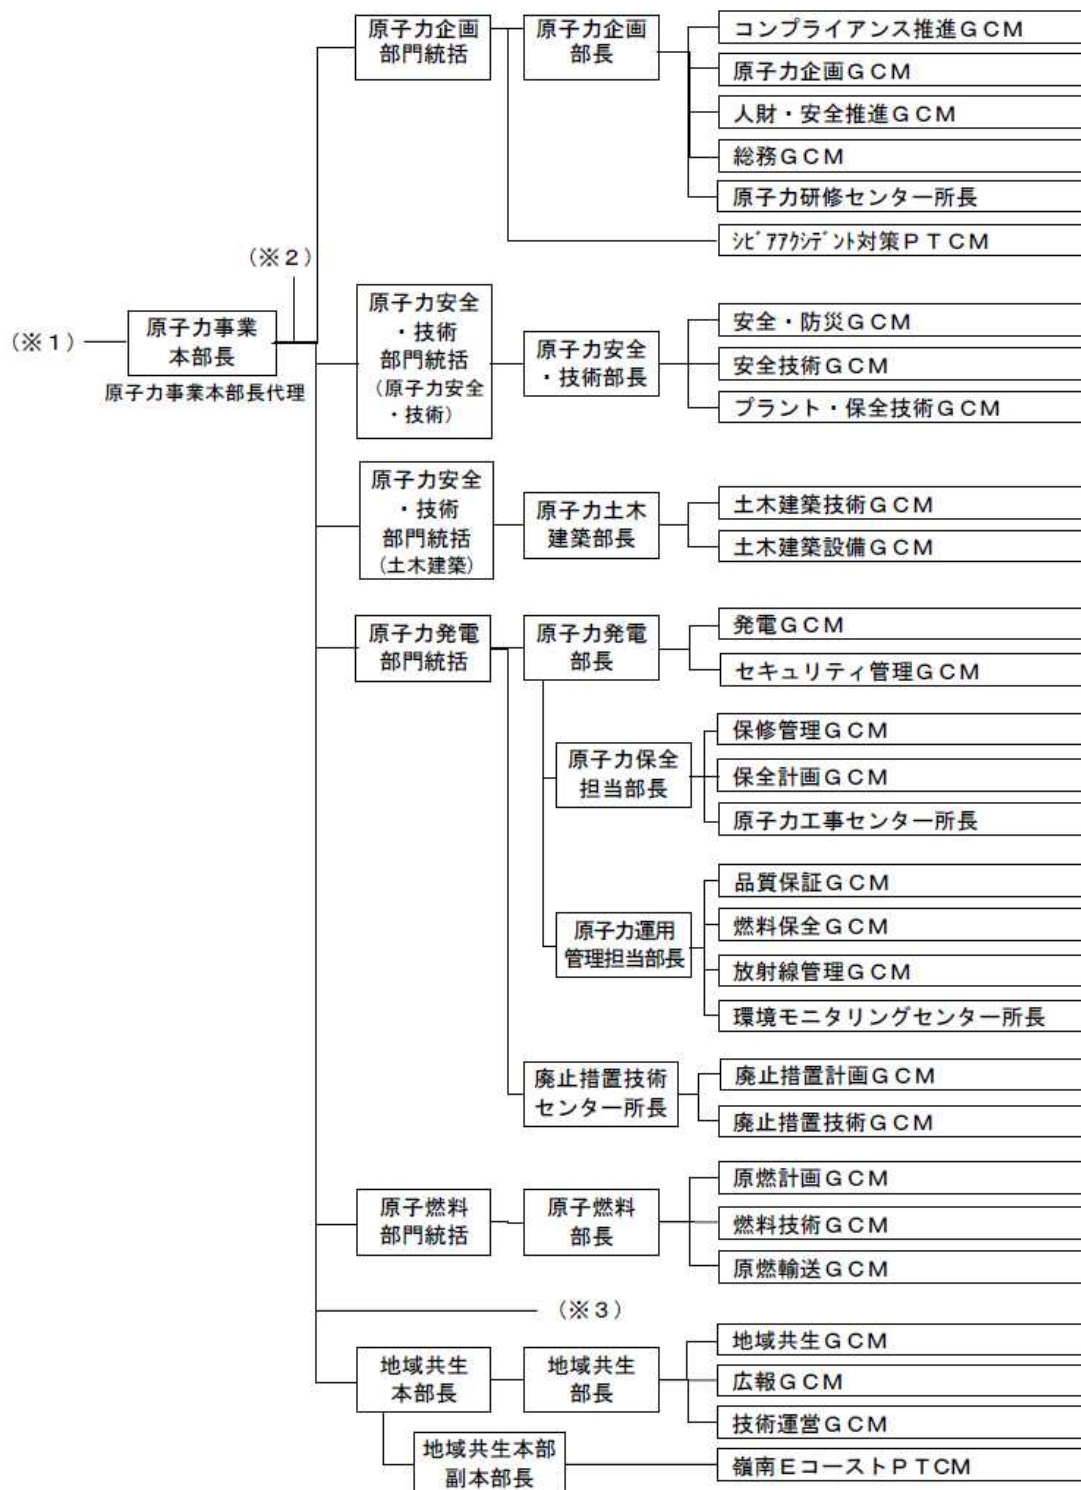 原子力企画
部門統括
原子力企画
部長
コンプライアンス推進ＧＣＭ
原子力企画ＧＣＭ
人財・安全推進ＧＣＭ
総務ＧＣＭ
原子力研修センター所長
ｼﾋﾞｱｱｸｼﾃﾞﾝﾄ対策ＰＴＣＭ
（※２）
（※１）
原子力事業
本部長
原子力事業本部長代理
原子力安全
・技術
部門統括
（原子力安全
・技術）
原子力安全
・技術部長
安全・防災ＧＣＭ
安全技術ＧＣＭ
プラント・保全技術ＧＣＭ
原子力安全
・技術
部門統括
（土木建築）
原子力土木
建築部長
土木建築技術ＧＣＭ
土木建築設備ＧＣＭ
原子力発電
部門統括
原子力発電
部長
発電ＧＣＭ
セキュリティ管理ＧＣＭ
原子力保全
担当部長
保修管理ＧＣＭ
保全計画ＧＣＭ
原子力工事センター所長
原子力運用
管理担当部長
品質保証ＧＣＭ
燃料保全ＧＣＭ
放射線管理ＧＣＭ
環境モニタリングセンター所長
廃止措置技術
センター所長
廃止措置計画ＧＣＭ
廃止措置技術ＧＣＭ
原子燃料
部門統括
原子燃料
部長
原燃計画ＧＣＭ
燃料技術ＧＣＭ
原燃輸送ＧＣＭ
（※３）
地域共生
本部長
地域共生
部長
地域共生ＧＣＭ
広報ＧＣＭ
技術運営ＧＣＭ
地域共生本部
副本部長
嶺南ＥコーストＰＴＣＭ